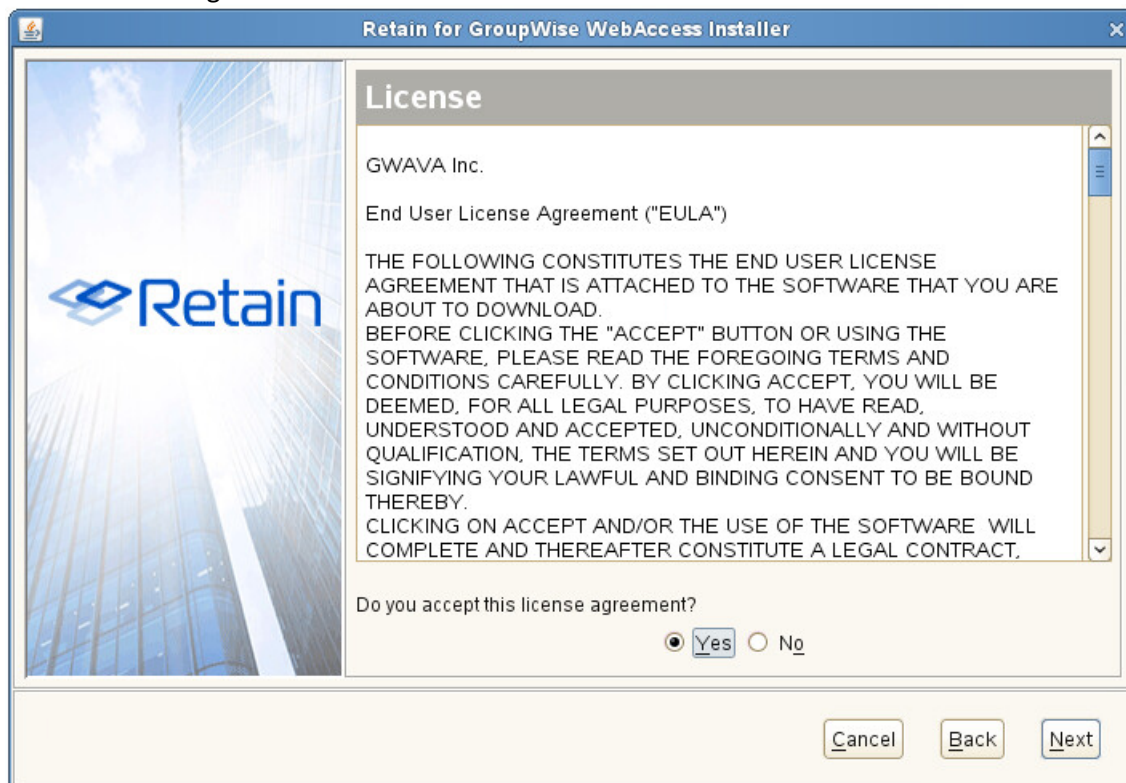 Retain for GroupWise WebAccess Installer
License
GWAVA Inc.
End User License Agreement ("EULA")
THE FOLLOWING CONSTITUTES THE END USER LICENSE
AGREEMENT THAT IS ATTACHED TO THE SOFTWARE THAT YOU ARE
ABOUT TO DOWNLOAD.
BEFORE CLICKING THE "ACCEPT" BUTTON OR USING THE
SOFTWARE, PLEASE READ THE FOREGOING TERMS AND
CONDITIONS CAREFULLY. BY CLICKING ACCEPT, YOU WILL BE
DEEMED, FOR ALL LEGAL PURPOSES, TO HAVE READ,
UNDERSTOOD AND ACCEPTED, UNCONDITIONALLY AND WITHOUT
QUALIFICATION, THE TERMS SET OUT HEREIN AND YOU WILL BE
SIGNIFYING YOUR LAWFUL AND BINDING CONSENT TO BE BOUND
THEREBY.
CLICKING ON ACCEPT AND/OR THE USE OF THE SOFTWARE WILL
COMPLETE AND THEREAFTER CONSTITUTE A LEGAL CONTRACT,
Retain
Do you accept this license agreement?
Yes No
Cancel Back Next